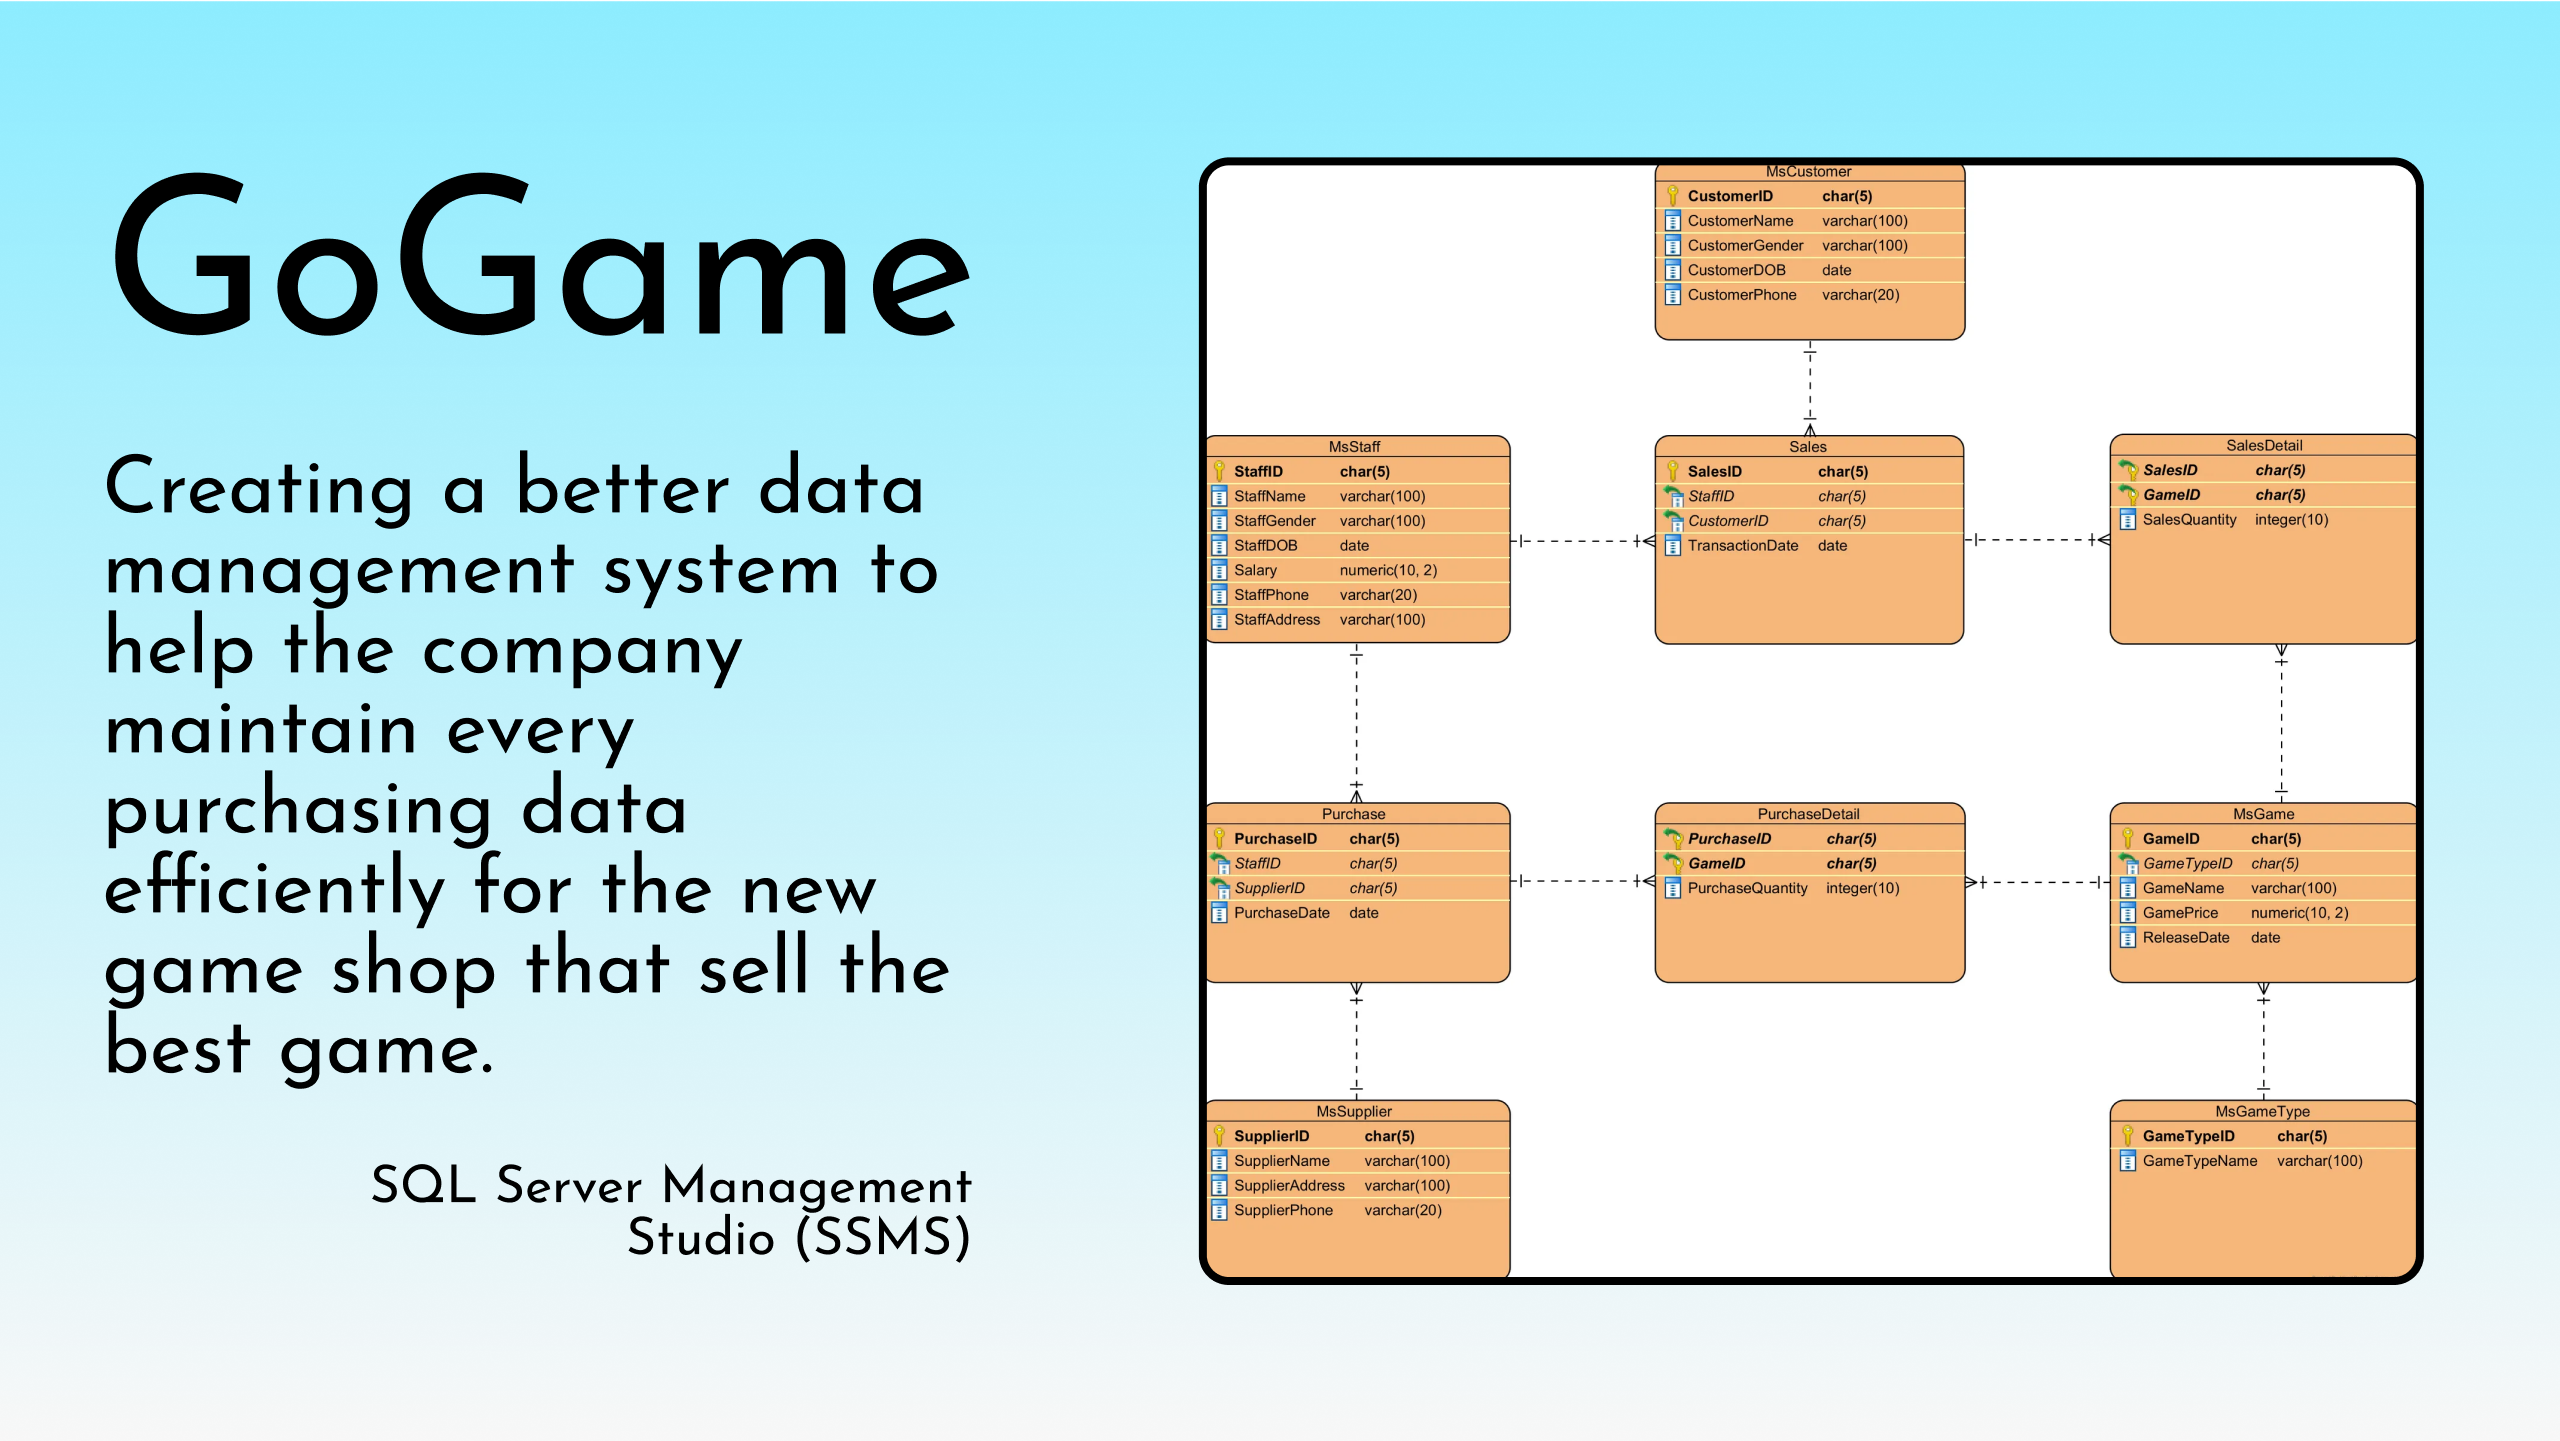 GoGame
Creating a better data
management system to
help the company
maintain every
purchasing data
efficiently for the new
game shop that sell the
best game.
SQL Server Management
Studio (SSMS)
MsCustomer
CustomerID char(5)
CustomerName varchar(100)
CustomerGender varchar(100)
CustomerDOB date
CustomerPhone varchar(20)
MsStaff
StaffID char(5)
StaffName varchar(100)
StaffGender varchar(100)
StaffDOB date
Salary numeric(10, 2)
StaffPhone varchar(20)
StaffAddress varchar(100)
Sales
SalesID char(5)
StaffID char(5)
CustomerID char(5)
TransactionDate date
SalesDetail
SalesID char(5)
GameID char(5)
SalesQuantity integer(10)
Purchase
PurchaseID char(5)
StaffID char(5)
SupplierID char(5)
PurchaseDate date
PurchaseDetail
PurchaseID char(5)
GameID char(5)
PurchaseQuantity integer(10)
MsGame
GameID char(5)
GameTypeID char(5)
GameName varchar(100)
GamePrice numeric(10, 2)
ReleaseDate date
MsSupplier
SupplierID char(5)
SupplierName varchar(100)
SupplierAddress varchar(100)
SupplierPhone varchar(20)
MsGameType
GameTypeID char(5)
GameTypeName varchar(100)